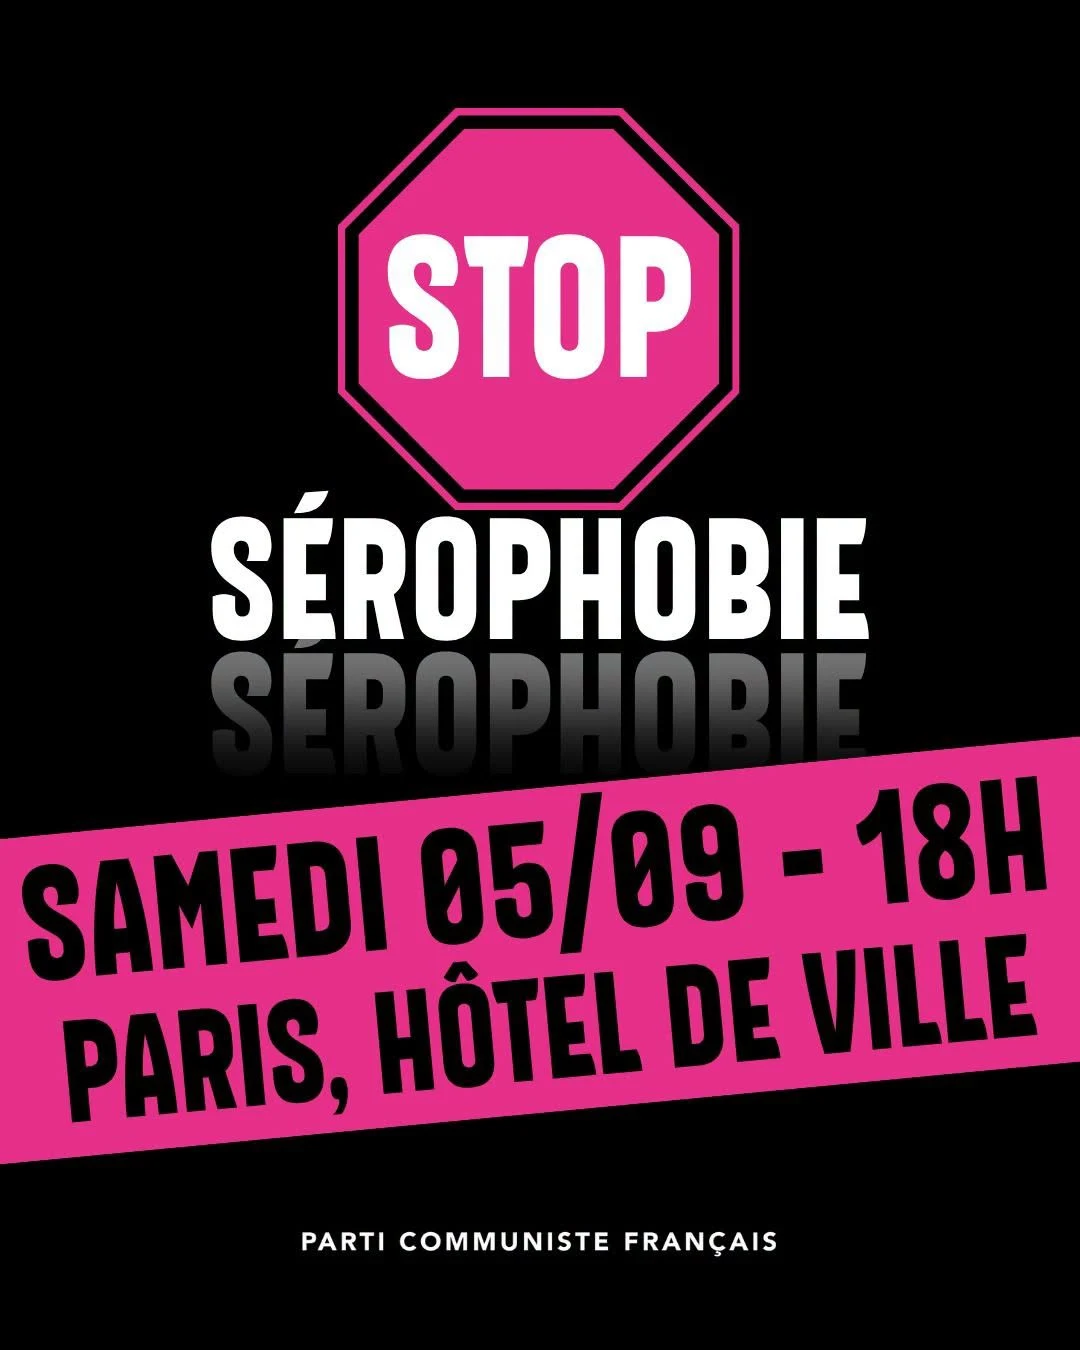 STOP
SÉROPHOBIE
SÉROPHOBIE
SAMEDI 05/09 - 18H
PARIS, HÔTEL DE VILLE
PARTI COMMUNISTE FRANÇAIS